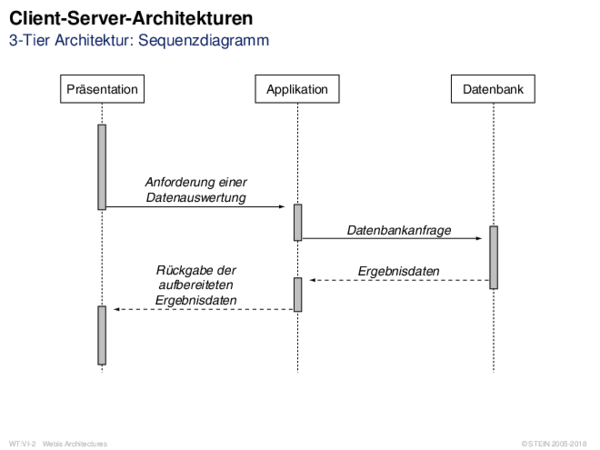 Client-Server-Architekturen
3-Tier Architektur: Sequenzdiagramm
Präsentation
Applikation
Datenbank
Anforderung einer
Datenauswertung
Datenbankanfrage
Rückgabe der
aufbereiteten
Ergebnisdaten
Ergebnisdaten
WT:VI-2 Webis Architectures
© STEIN 2005-2018